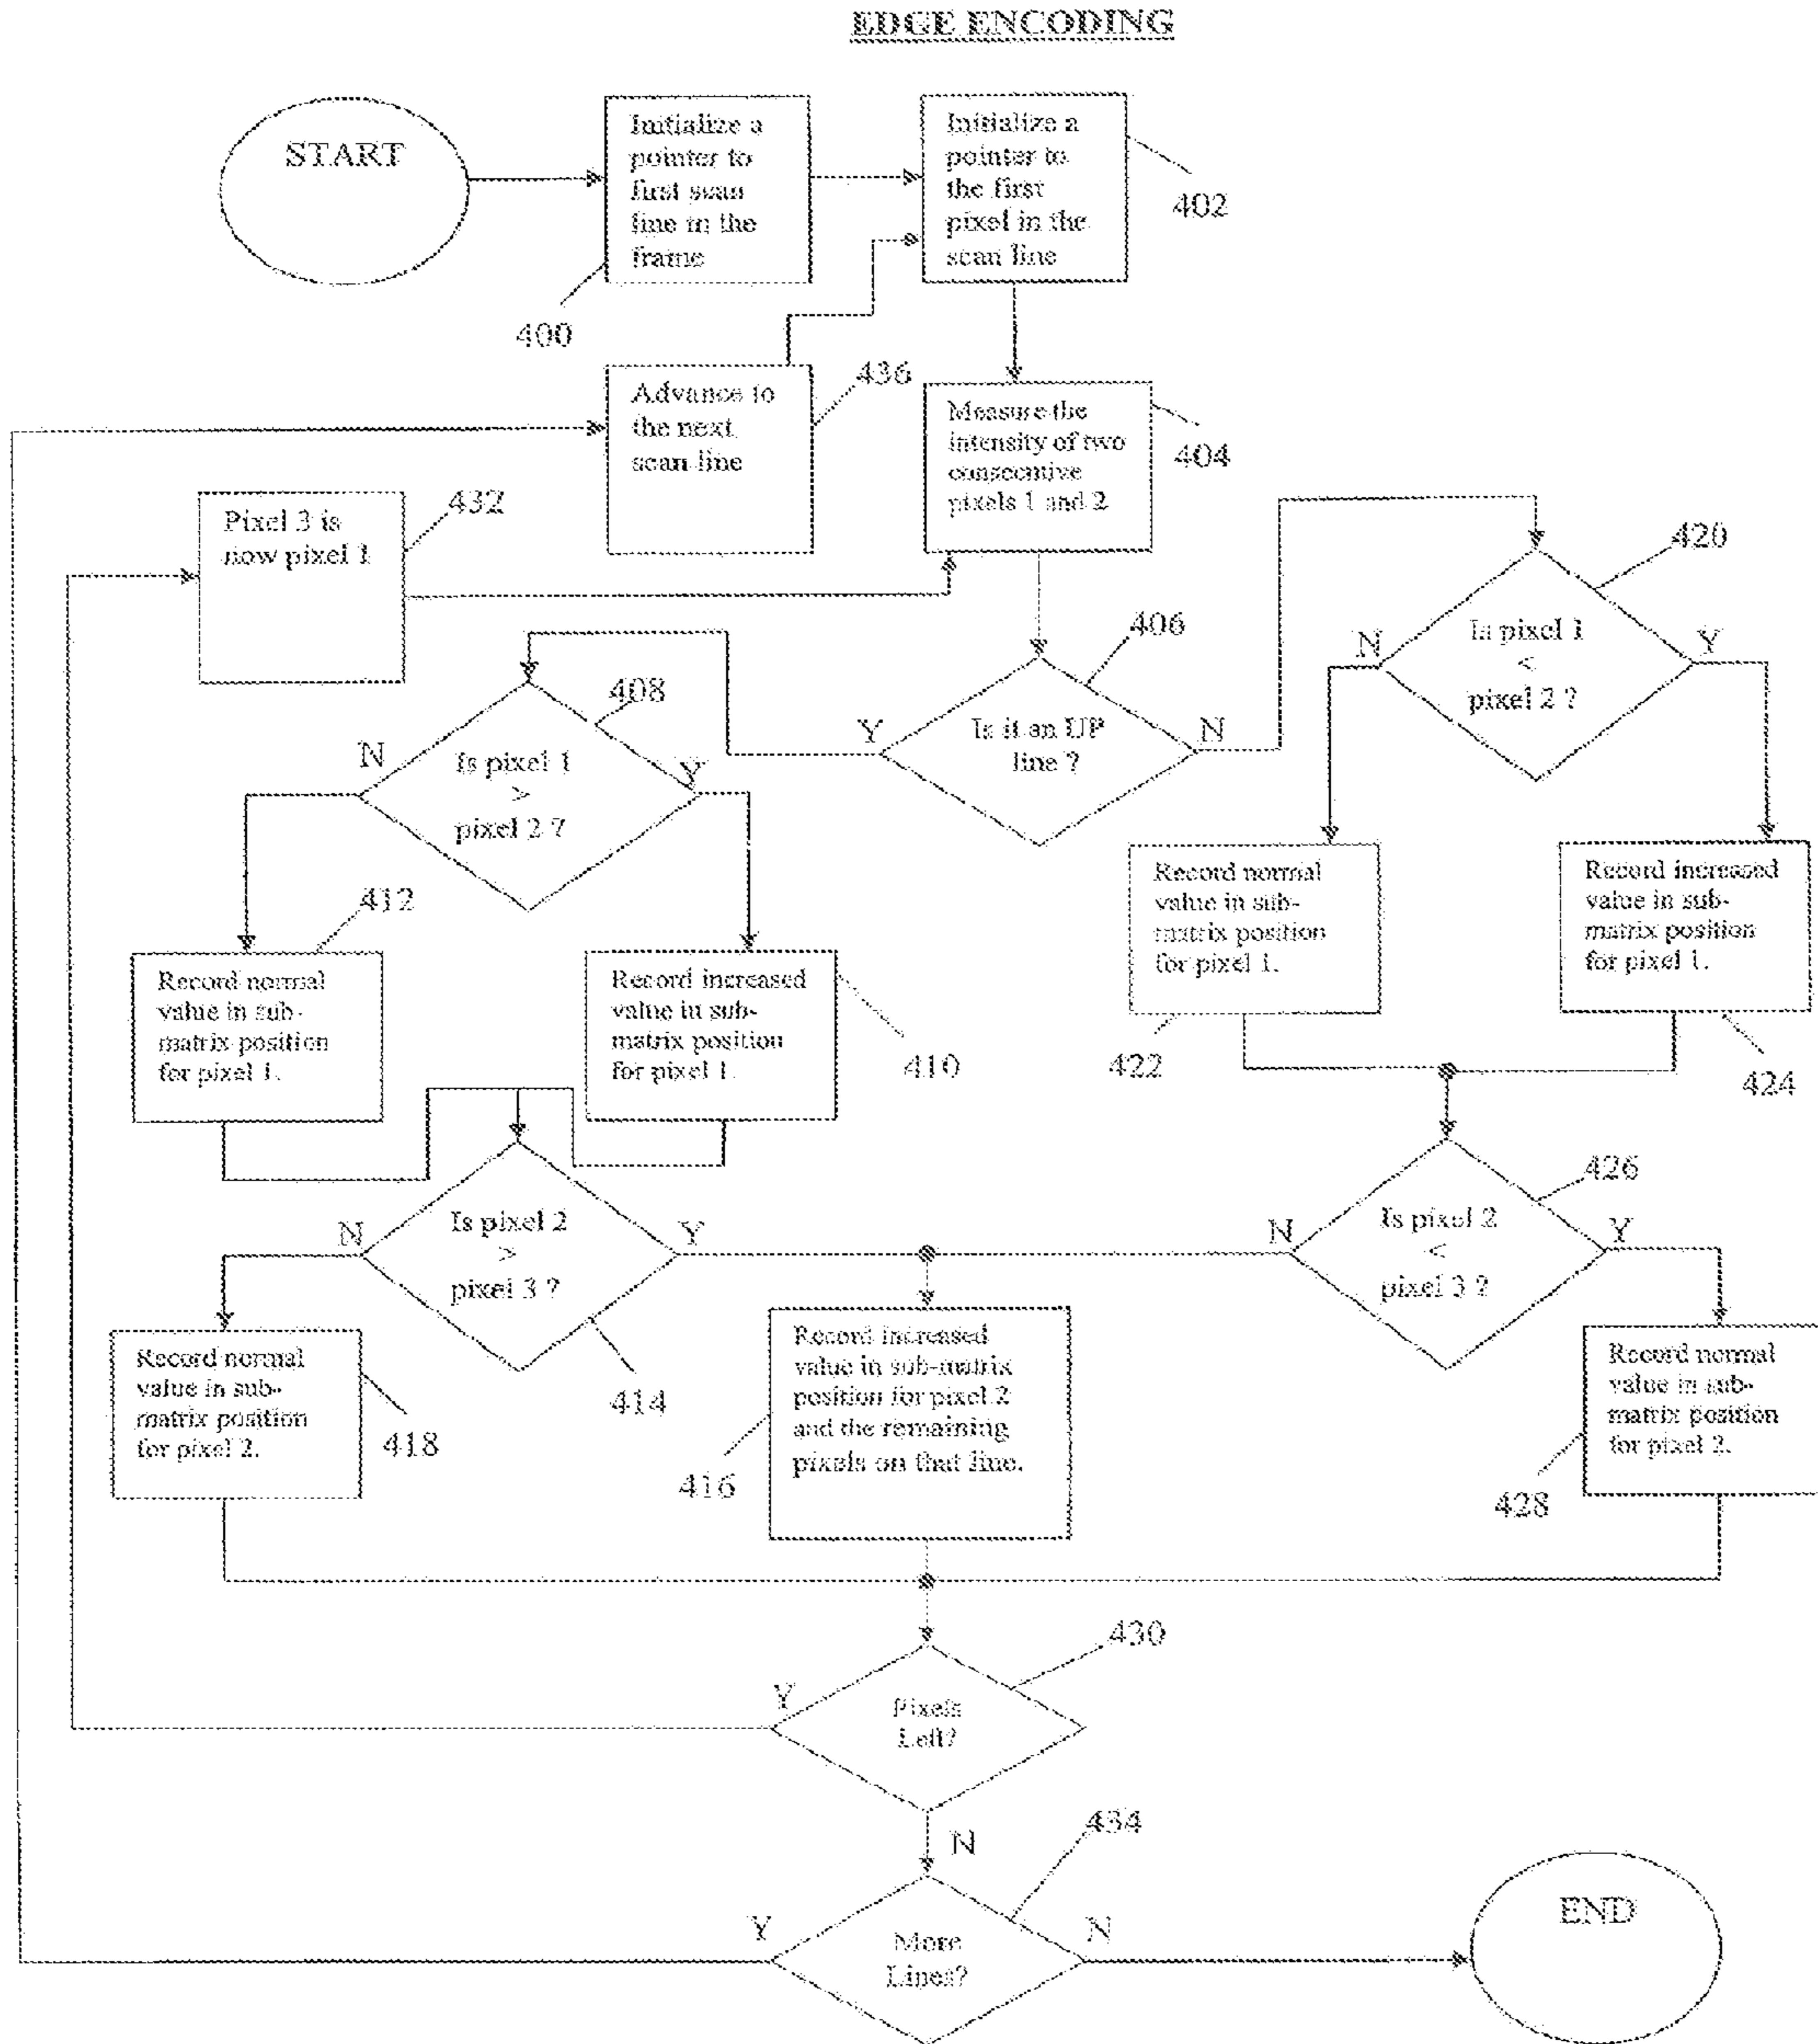 EDGE ENCODING
START
Initialize a
pointer to
first scan
line in the
frame
400
Initialize a
pointer to
the first
pixel in the
scan line
402
Advance to
the next
scan line
436
Measure the
intensity of two
consecutive
pixels 1 and 2
404
Pixel 3 is
now pixel 1
432
Is it an UP
line ?
406
Y
N
Is pixel 1
<
pixel 2 ?
420
N
Y
Is pixel 1
>
pixel 2 ?
408
N
Y
Record normal
value in sub-
matrix position
for pixel 1.
412
Record increased
value in sub-
matrix position
for pixel 1.
410
Record normal
value in sub-
matrix position
for pixel 1.
422
Record increased
value in sub-
matrix position
for pixel 1.
424
Is pixel 2
>
pixel 3 ?
414
N
Y
Is pixel 2
<
pixel 3 ?
426
N
Y
Record normal
value in sub-
matrix position
for pixel 2.
418
Record increased
value in sub-matrix
position for pixel 2
and the remaining
pixels on that line.
416
Record normal
value in sub-
matrix position
for pixel 2.
428
Pixels
Left?
430
Y
N
More
Lines?
434
Y
N
END